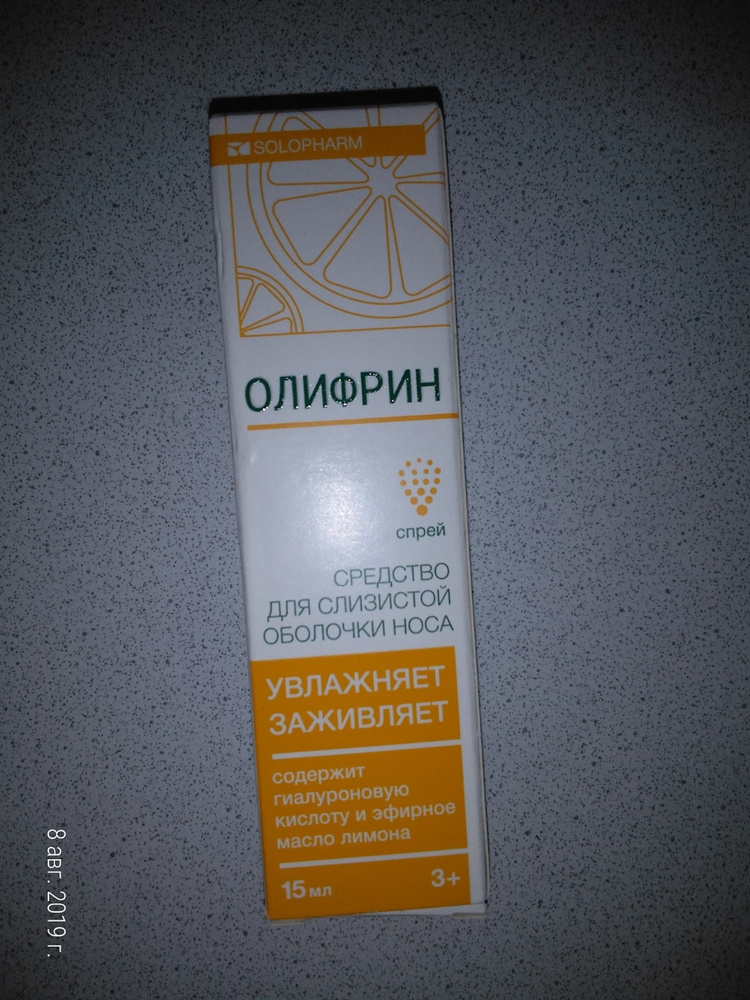 SOLOPHARM
ОЛИФРИН
спрей
СРЕДСТВО
ДЛЯ СЛИЗИСТОЙ
ОБОЛОЧКИ НОСА
УВЛАЖНЯЕТ
ЗАЖИВЛЯЕТ
содержит
гиалуроновую
кислоту и эфирное
масло лимона
15 мл 3+
8 авг. 2019 г.